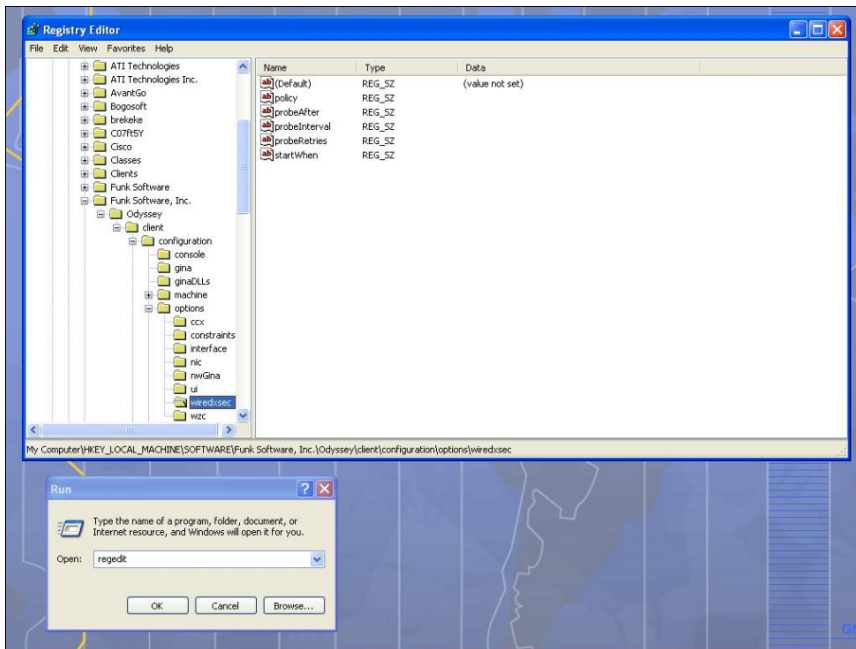 Registry Editor
File Edit View Favorites Help
ATI Technologies
ATI Technologies Inc.
AvantGo
Bogosoft
brekeke
C07ft5Y
Cisco
Classes
Clients
Funk Software
Funk Software, Inc.
Odyssey
client
configuration
console
gina
ginaDLLs
machine
options
ccx
constraints
interface
nic
nwGina
ui
wiredxsec
wzc
Name Type Data
(Default) REG_SZ (value not set)
policy REG_SZ
probeAfter REG_SZ
probeInterval REG_SZ
probeRetries REG_SZ
startWhen REG_SZ
My Computer\HKEY_LOCAL_MACHINE\SOFTWARE\Funk Software, Inc.\Odyssey\client\configuration\options\wiredxsec
Run
Type the name of a program, folder, document, or
Internet resource, and Windows will open it for you.
Open: regedit
OK Cancel Browse...